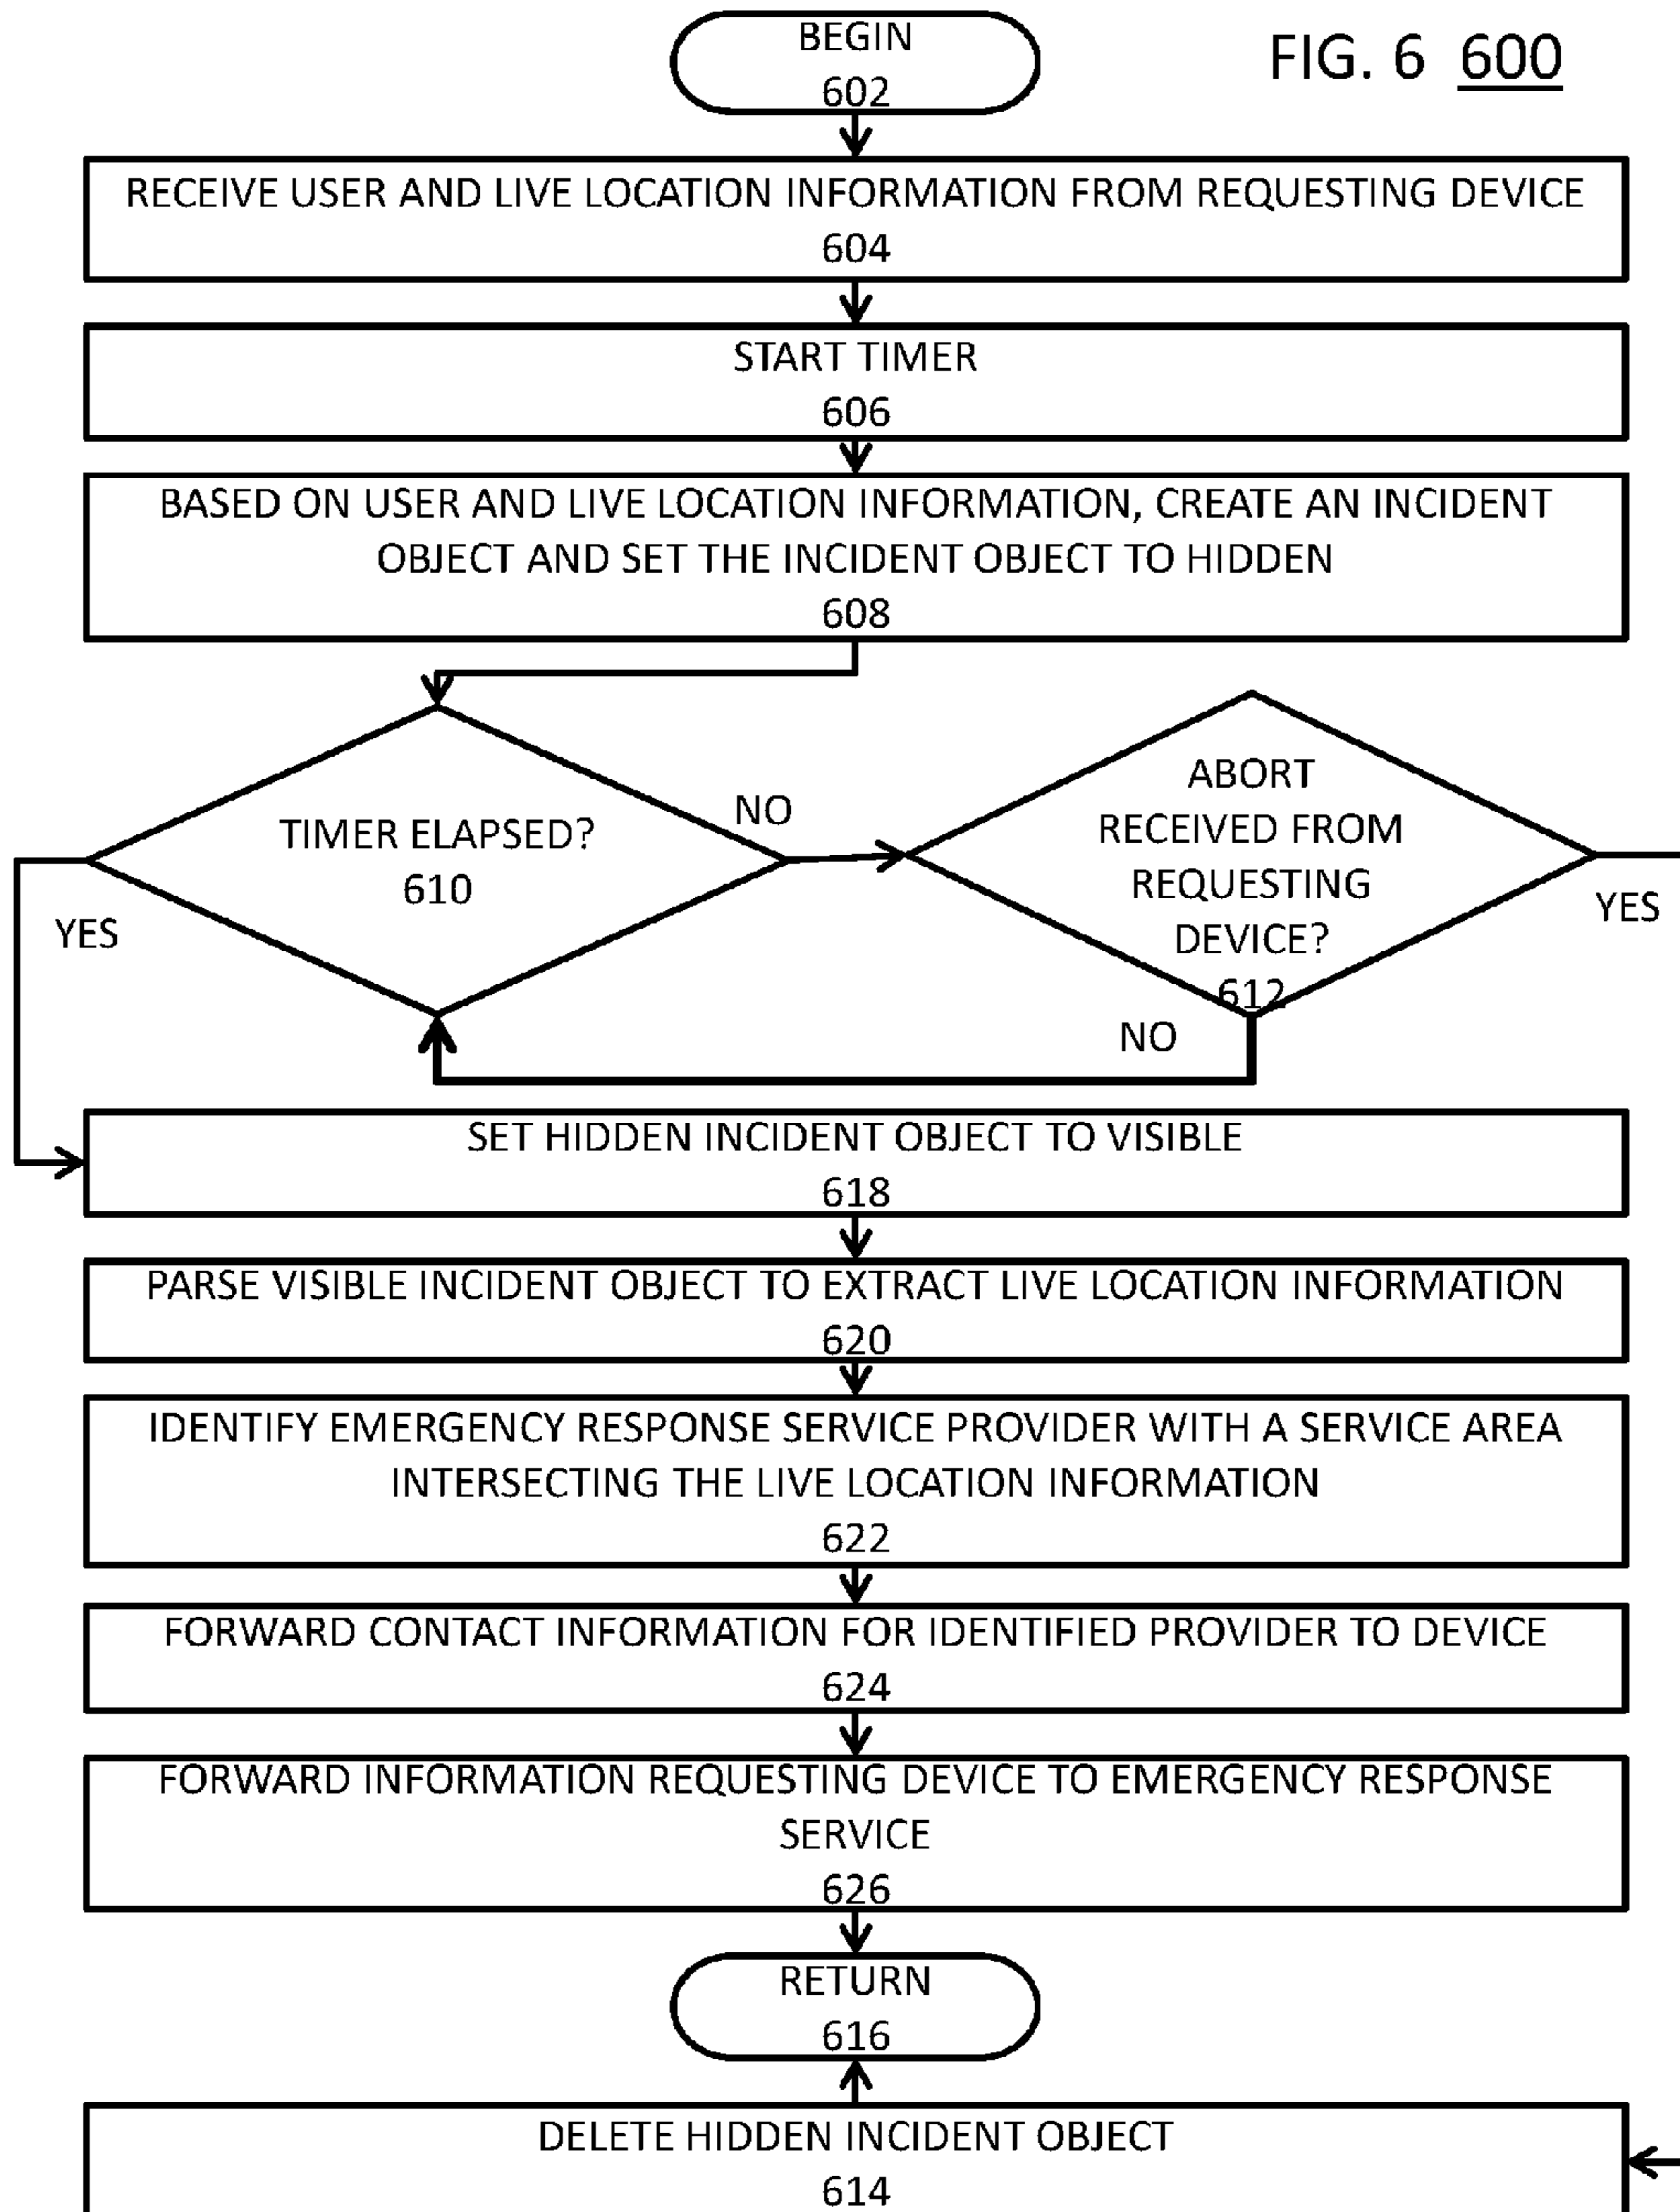 BEGIN
602
FIG. 6 600
RECEIVE USER AND LIVE LOCATION INFORMATION FROM REQUESTING DEVICE
604
START TIMER
606
BASED ON USER AND LIVE LOCATION INFORMATION, CREATE AN INCIDENT
OBJECT AND SET THE INCIDENT OBJECT TO HIDDEN
608
TIMER ELAPSED?
610
YES
NO
ABORT
RECEIVED FROM
REQUESTING
DEVICE?
612
YES
NO
SET HIDDEN INCIDENT OBJECT TO VISIBLE
618
PARSE VISIBLE INCIDENT OBJECT TO EXTRACT LIVE LOCATION INFORMATION
620
IDENTIFY EMERGENCY RESPONSE SERVICE PROVIDER WITH A SERVICE AREA
INTERSECTING THE LIVE LOCATION INFORMATION
622
FORWARD CONTACT INFORMATION FOR IDENTIFIED PROVIDER TO DEVICE
624
FORWARD INFORMATION REQUESTING DEVICE TO EMERGENCY RESPONSE
SERVICE
626
RETURN
616
DELETE HIDDEN INCIDENT OBJECT
614